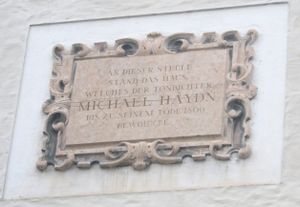 AN DIESER STELLE
STAND DAS HAUS,
WELCHES DER TONDICHTER
MICHAEL HAYDN
BIS ZU SEINEM TODE 1806
BEWOHNTE.